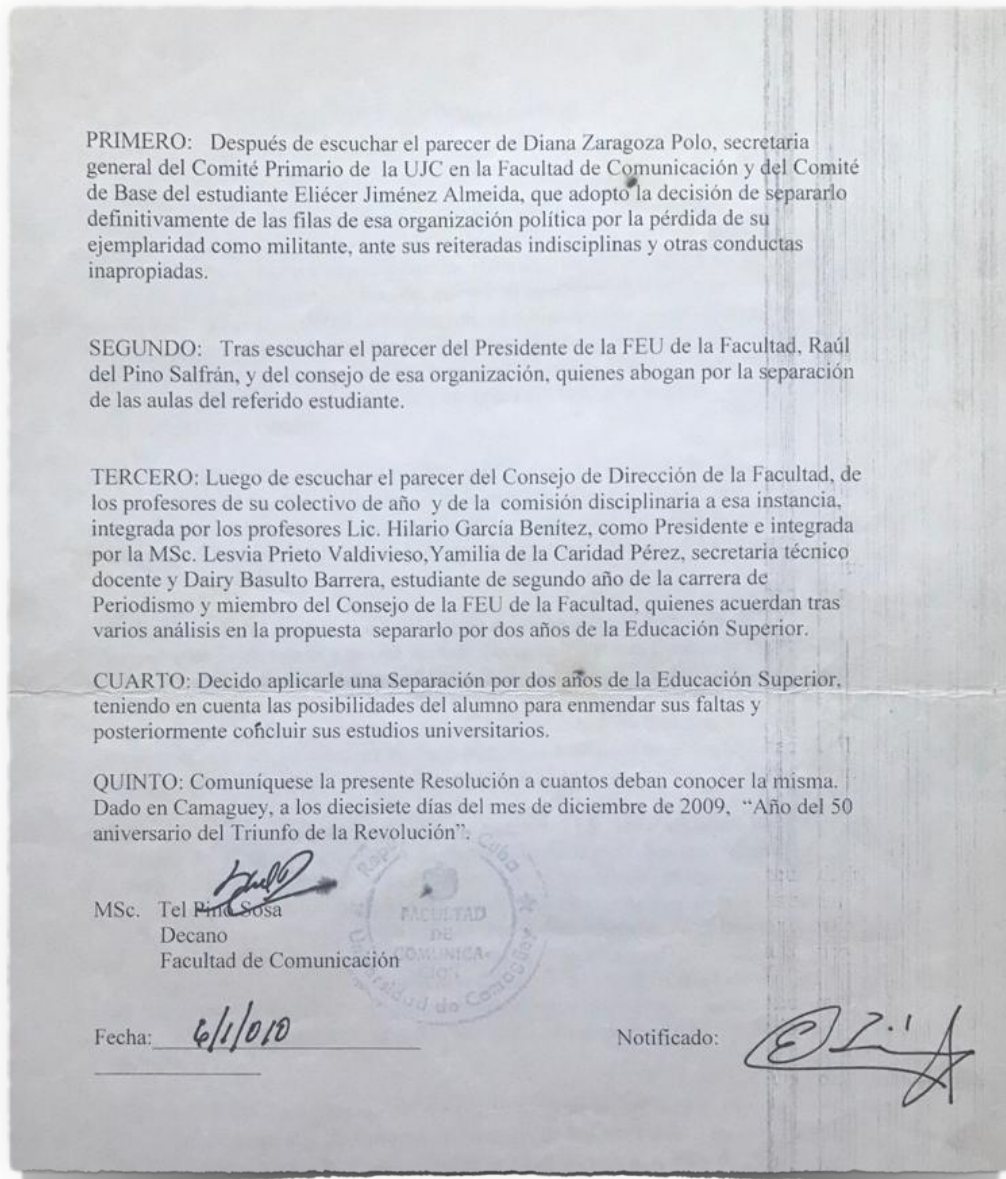 PRIMERO: Después de escuchar el parecer de Diana Zaragoza Polo, secretaria
general del Comité Primario de la UJC en la Facultad de Comunicación y del Comité
de Base del estudiante Eliécer Jiménez Almeida, que adopto la decisión de separarlo
definitivamente de las filas de esa organización política por la pérdida de su
ejemplaridad como militante, ante sus reiteradas indisciplinas y otras conductas
inapropiadas.
SEGUNDO: Tras escuchar el parecer del Presidente de la FEU de la Facultad, Raúl
del Pino Salfrán, y del consejo de esa organización, quienes abogan por la separación
de las aulas del referido estudiante.
TERCERO: Luego de escuchar el parecer del Consejo de Dirección de la Facultad, de
los profesores de su colectivo de año y de la comisión disciplinaria a esa instancia,
integrada por los profesores Lic. Hilario García Benítez, como Presidente e integrada
por la MSc. Lesvia Prieto Valdivieso,Yamilia de la Caridad Pérez, secretaria técnico
docente y Dairy Basulto Barrera, estudiante de segundo año de la carrera de
Periodismo y miembro del Consejo de la FEU de la Facultad, quienes acuerdan tras
varios análisis en la propuesta separarlo por dos años de la Educación Superior.
CUARTO: Decido aplicarle una Separación por dos años de la Educación Superior,
teniendo en cuenta las posibilidades del alumno para enmendar sus faltas y
posteriormente concluir sus estudios universitarios.
QUINTO: Comuníquese la presente Resolución a cuantos deban conocer la misma.
Dado en Camaguey, a los diecisiete días del mes de diciembre de 2009, “Año del 50
aniversario del Triunfo de la Revolución”.
MSc. Tel Pino Sosa
Decano
Facultad de Comunicación
Cuba
FACULTAD
DE
COMUNICA-
CION
Universidad de Camaguey
Fecha: 6/1/010
Notificado: